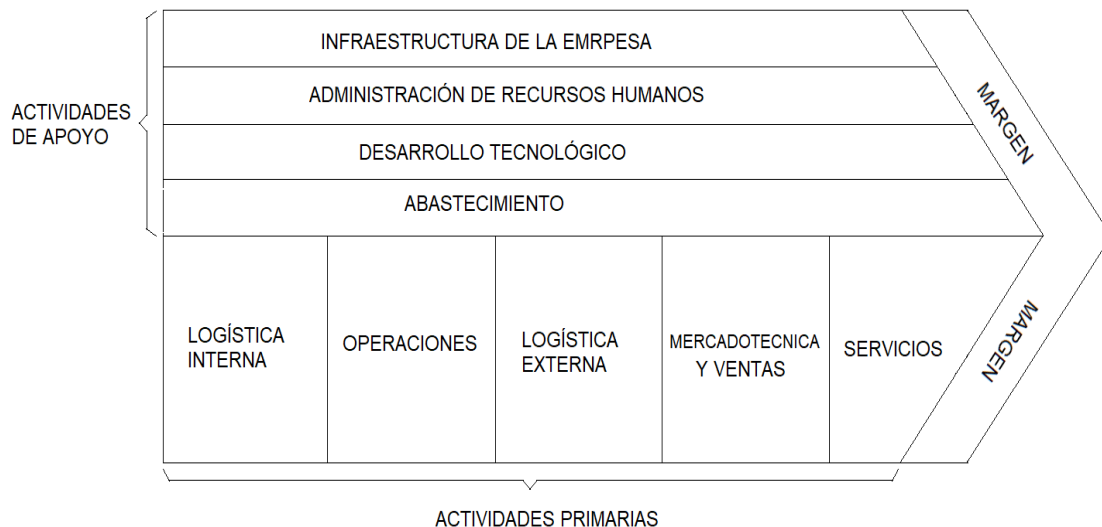 INFRAESTRUCTURA DE LA EMRPESA
ADMINISTRACIÓN DE RECURSOS HUMANOS
MARGEN
ACTIVIDADES
DE APOYO
DESARROLLO TECNOLÓGICO
ABASTECIMIENTO
LOGÍSTICA
INTERNA
OPERACIONES
LOGÍSTICA
EXTERNA
MERCADOTECNICA
Y VENTAS
SERVICIOS
MARGEN
ACTIVIDADES PRIMARIAS